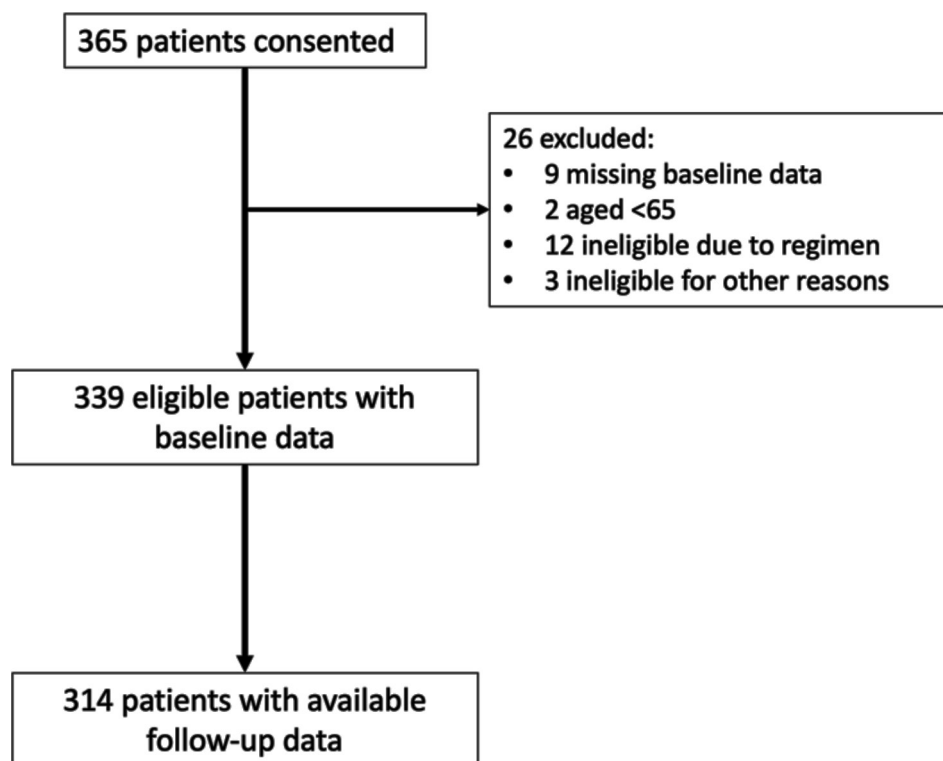 365 patients consented
26 excluded:
• 9 missing baseline data
• 2 aged <65
• 12 ineligible due to regimen
• 3 ineligible for other reasons
339 eligible patients with
baseline data
314 patients with available
follow-up data